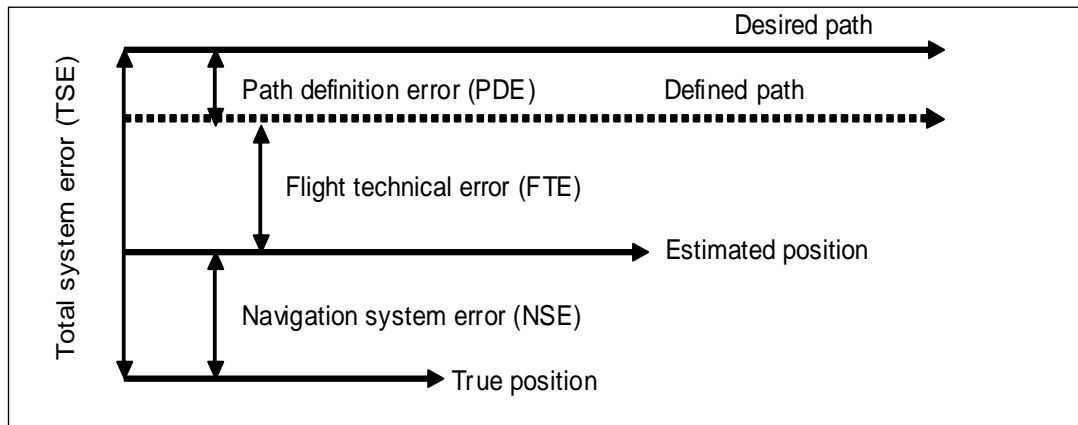 Desired path
Path definition error (PDE)
Defined path
Total system error (TSE)
Flight technical error (FTE)
Estimated position
Navigation system error (NSE)
True position